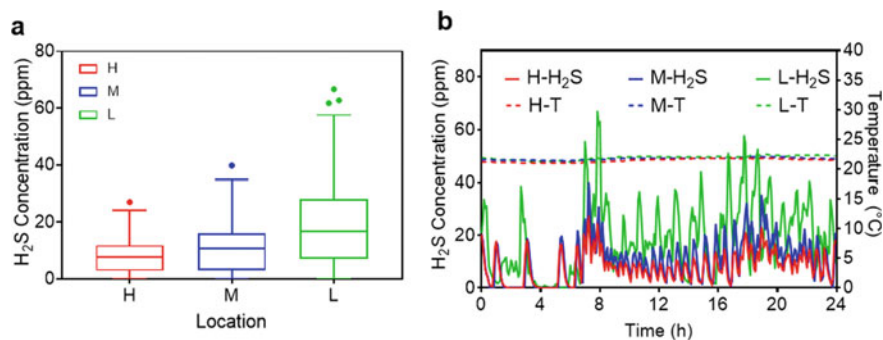 a
H₂S Concentration (ppm)
80
60
40
20
0
H
M
L
H
M
L
Location
b
H₂S Concentration (ppm)
80
60
40
20
0
H-H₂S
M-H₂S
L-H₂S
H-T
M-T
L-T
40
35
30
25
20
15
10
5
0
Temperature (°C)
0
4
8
12
16
20
24
Time (h)